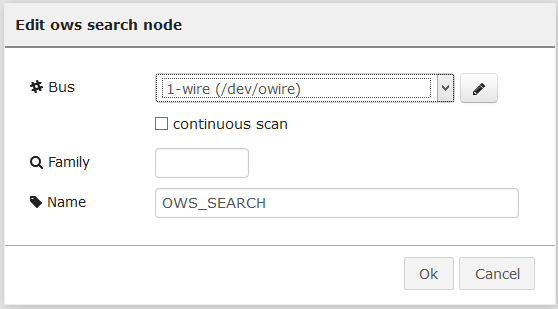 Edit ows search node
Bus
1-wire (/dev/owire)
continuous scan
Family
Name
OWS_SEARCH
Ok
Cancel